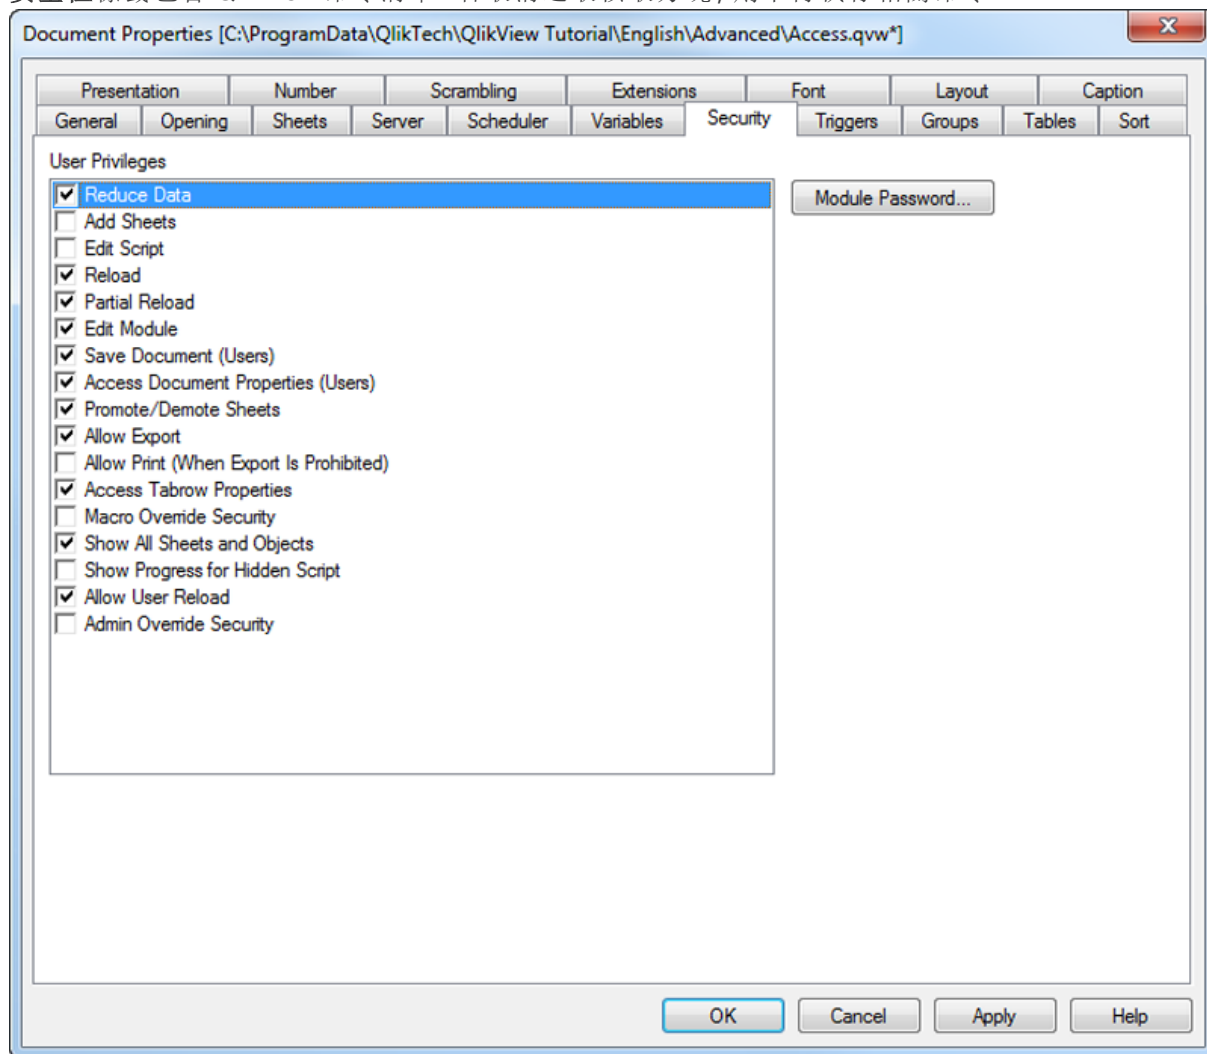 Document Properties [C:\ProgramData\QlikTech\QlikView Tutorial\English\Advanced\Access.qvw*]
Presentation Number Scrambling Extensions Font Layout Caption
General Opening Sheets Server Scheduler Variables Security Triggers Groups Tables Sort
User Privileges
Reduce Data
Module Password...
Add Sheets
Edit Script
Reload
Partial Reload
Edit Module
Save Document (Users)
Access Document Properties (Users)
Promote/Demote Sheets
Allow Export
Allow Print (When Export Is Prohibited)
Access Tabrow Properties
Macro Override Security
Show All Sheets and Objects
Show Progress for Hidden Script
Allow User Reload
Admin Override Security
OK Cancel Apply Help